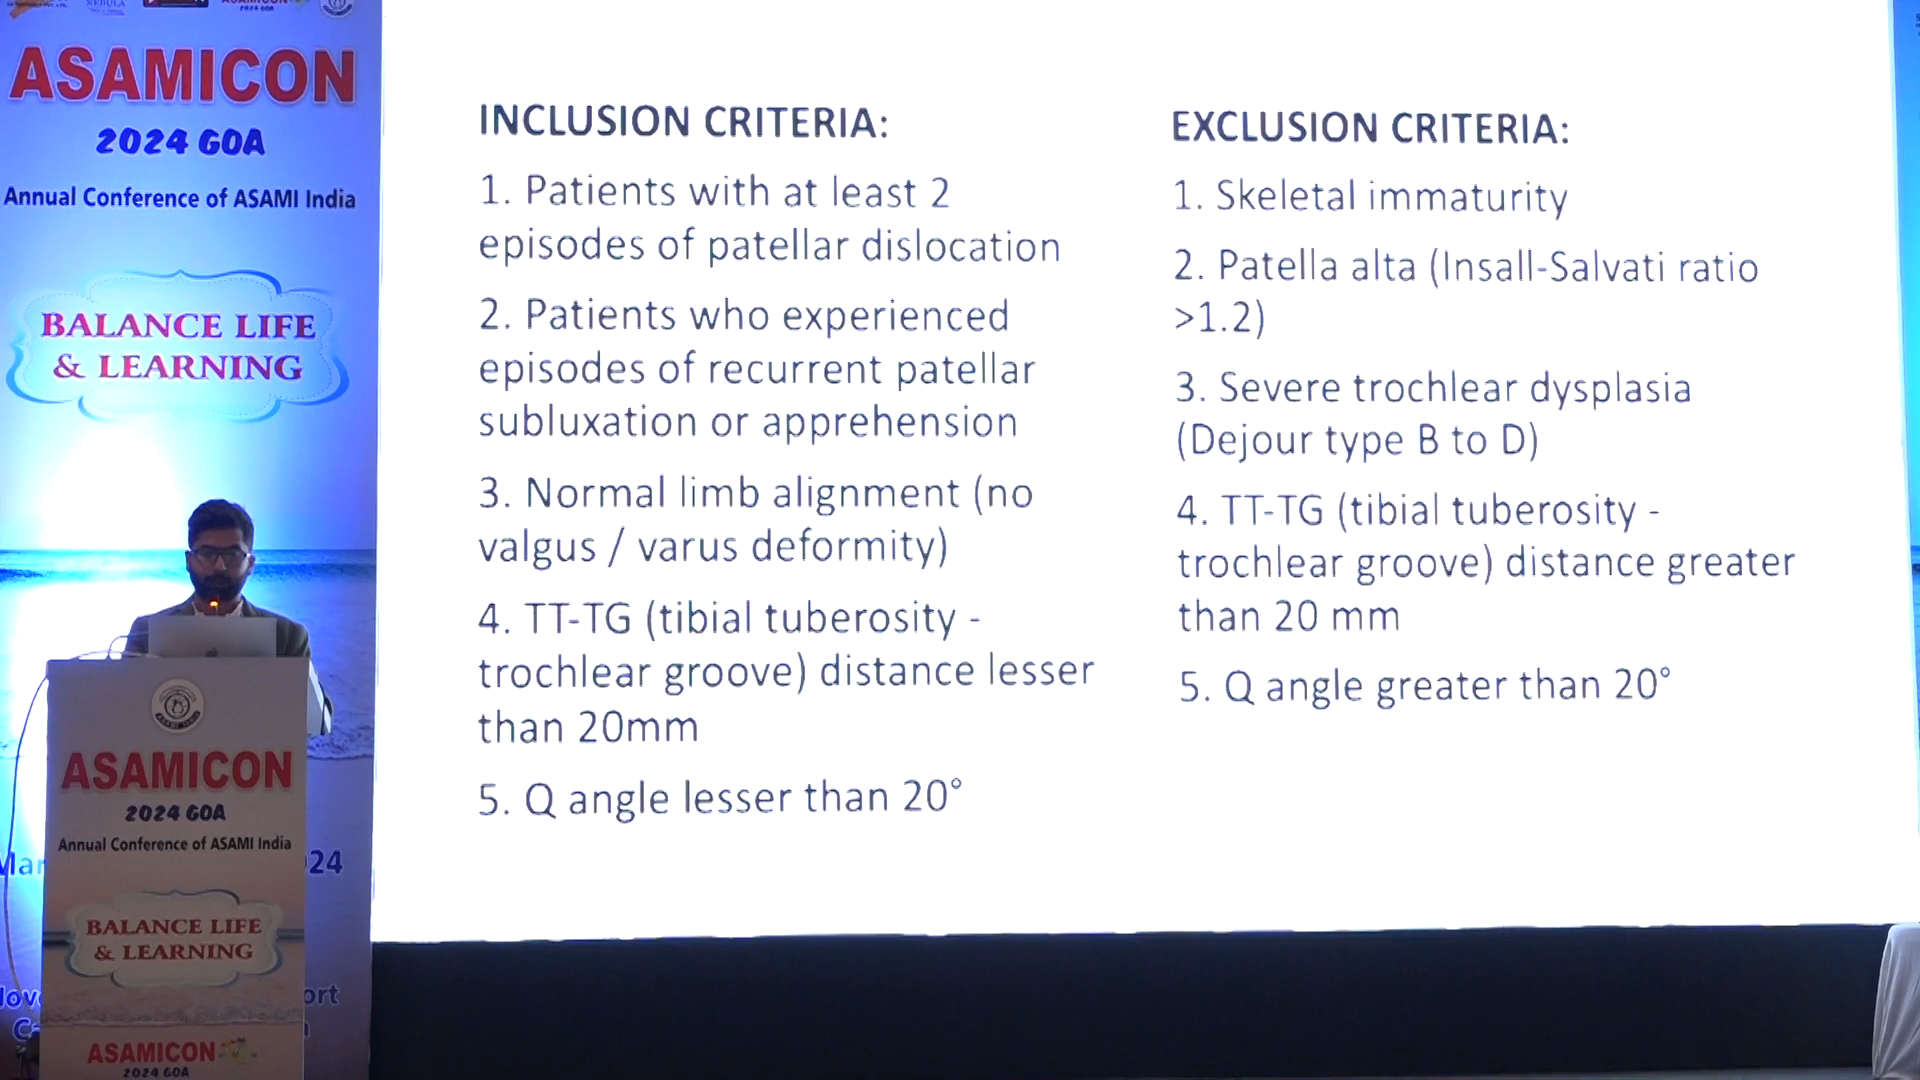 NEBULA
ASAMICON
2024 GOA
Annual Conference of ASAMI India
BALANCE LIFE
& LEARNING
INCLUSION CRITERIA:
1. Patients with at least 2
episodes of patellar dislocation
2. Patients who experienced
episodes of recurrent patellar
subluxation or apprehension
3. Normal limb alignment (no
valgus / varus deformity)
4. TT-TG (tibial tuberosity -
trochlear groove) distance lesser
than 20mm
5. Q angle lesser than 20°
EXCLUSION CRITERIA:
1. Skeletal immaturity
2. Patella alta (Insall-Salvati ratio
>1.2)
3. Severe trochlear dysplasia
(Dejour type B to D)
4. TT-TG (tibial tuberosity -
trochlear groove) distance greater
than 20 mm
5. Q angle greater than 20°
ASAMICON
2024 GOA
Annual Conference of ASAMI India
24
BALANCE LIFE
& LEARNING
ASAMICON
2024 GOA